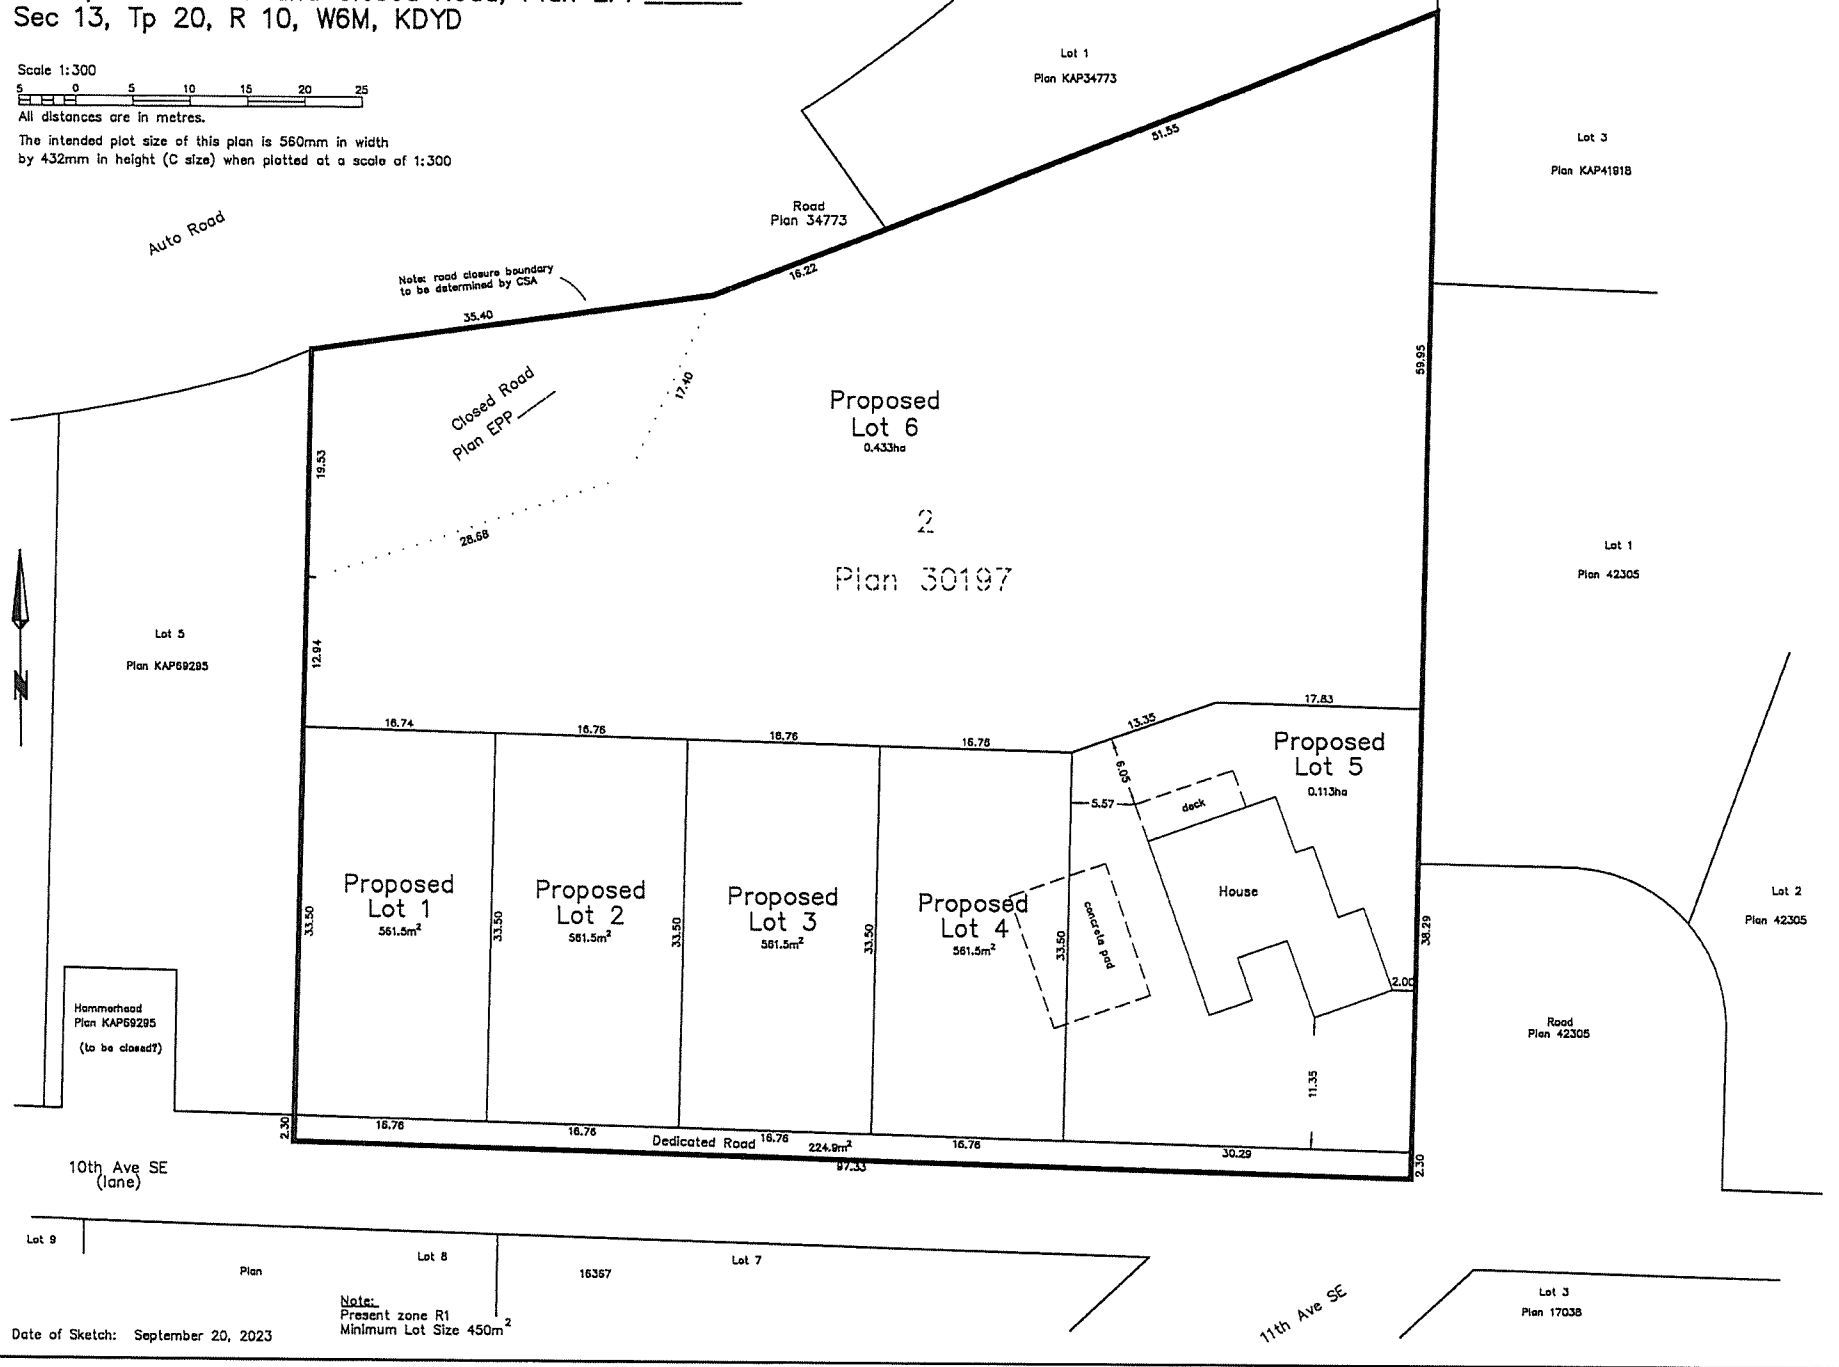 Sec 13, Tp 20, R 10, W6M, KDYD
Scale 1:300
5 0 5 10 15 20 25
All distances are in metres.
The intended plot size of this plan is 560mm in width
by 432mm in height (C size) when plotted at a scale of 1:300
Auto Road
Note: road closure boundary
to be determined by CSA
35.40
Road
Plan 34773
16.22
Lot 1
Plan KAP34773
51.55
Lot 3
Plan KAP41918
59.95
Closed Road
Plan EPP
17.40
19.53
28.68
12.94
Proposed
Lot 6
0.433ha
2
Plan 30197
Lot 1
Plan 42305
Lot 5
Plan KAP69295
N
16.74
16.76
16.76
16.76
13.35
17.83
Proposed
Lot 5
0.113ha
6.05
5.57
deck
House
concrete pad
Proposed
Lot 1
561.5m²
Proposed
Lot 2
561.5m²
Proposed
Lot 3
561.5m²
Proposed
Lot 4
561.5m²
33.50
33.50
33.50
33.50
33.50
38.29
2.00
11.35
Lot 2
Plan 42305
Road
Plan 42305
Hammerhead
Plan KAP69295
(to be closed?)
2.30
16.76
16.76
Dedicated Road
16.76
224.9m²
16.76
30.29
2.30
97.33
10th Ave SE
(lane)
Lot 9
Plan
Lot 8
16367
Lot 7
11th Ave SE
Lot 3
Plan 17038
Note:
Present zone R1
Minimum Lot Size 450m²
Date of Sketch: September 20, 2023